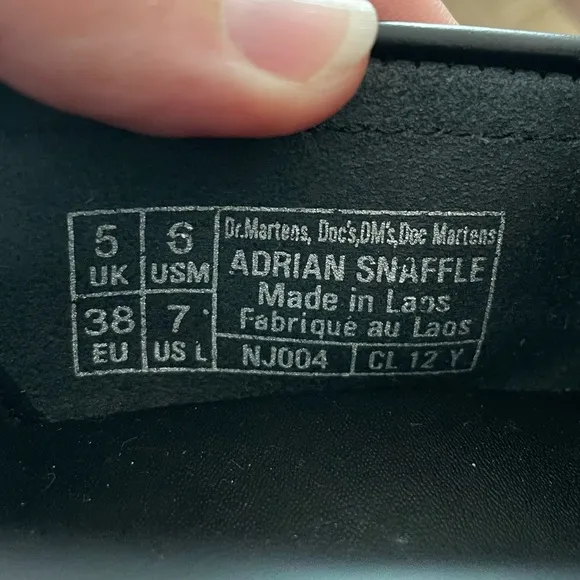 5 UK
6 USM
38 EU
7 US L
Dr.Martens, Doc's,DM's,Doc Martens
ADRIAN SNAFFLE
Made in Laos
Fabriqué au Laos
NJ004
CL 12 Y